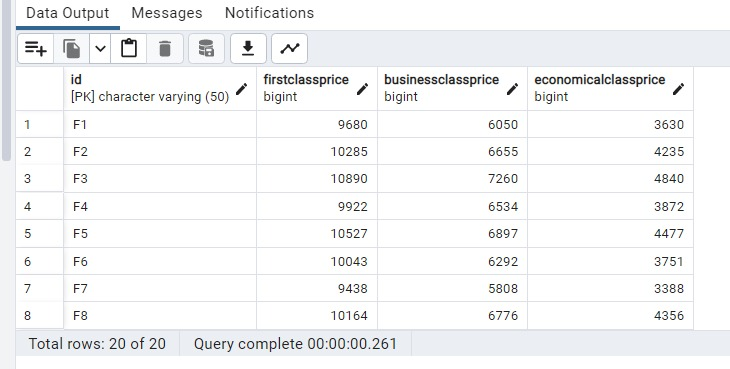 Data Output Messages Notifications
id firstclassprice businessclassprice economicalclassprice
[PK] character varying (50) bigint bigint bigint
1 F1 9680 6050 3630
2 F2 10285 6655 4235
3 F3 10890 7260 4840
4 F4 9922 6534 3872
5 F5 10527 6897 4477
6 F6 10043 6292 3751
7 F7 9438 5808 3388
8 F8 10164 6776 4356
Total rows: 20 of 20 Query complete 00:00:00.261